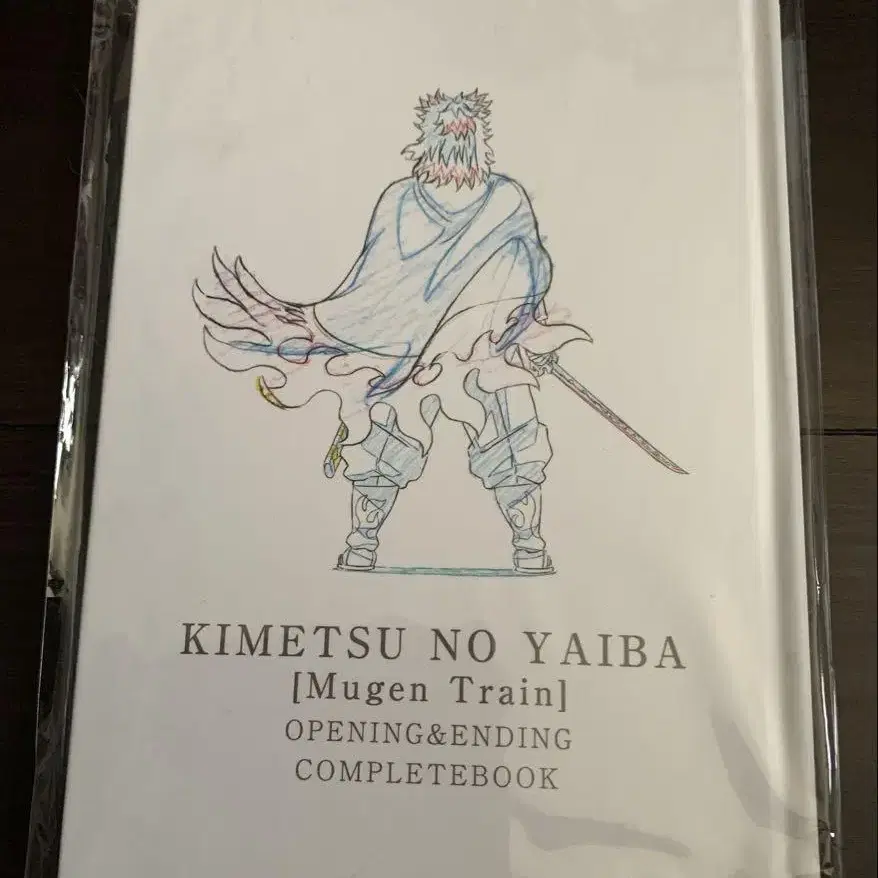 KIMETSU NO YAIBA
[Mugen Train]
OPENING&ENDING
COMPLETEBOOK